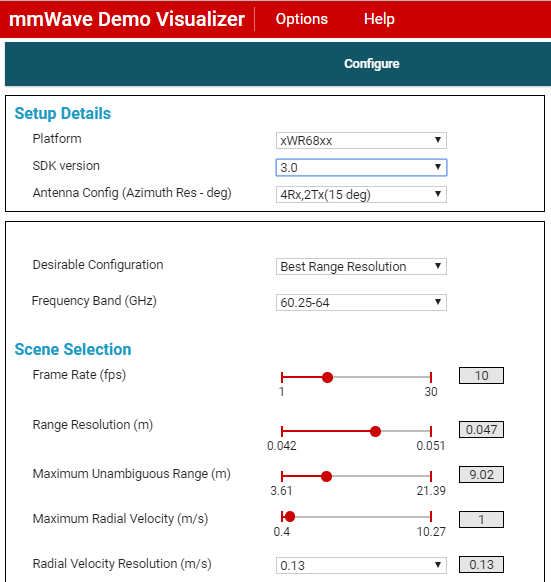 mmWave Demo Visualizer Options Help
Configure
Setup Details
Platform xWR68xx
SDK version 3.0
Antenna Config (Azimuth Res - deg) 4Rx,2Tx(15 deg)
Desirable Configuration Best Range Resolution
Frequency Band (GHz) 60.25-64
Scene Selection
Frame Rate (fps) 10
1 30
Range Resolution (m) 0.047
0.042 0.051
Maximum Unambiguous Range (m) 9.02
3.61 21.39
Maximum Radial Velocity (m/s) 1
0.4 10.27
Radial Velocity Resolution (m/s) 0.13 0.13